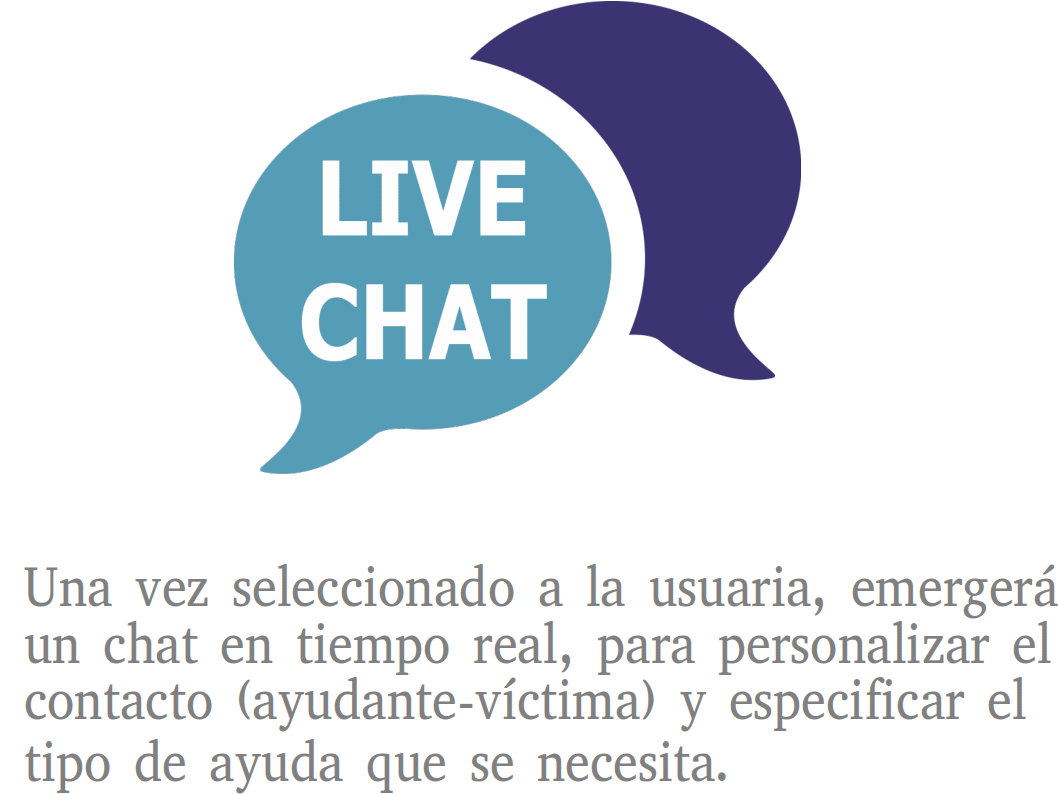 LIVE
CHAT
Una vez seleccionado a la usuaria, emergerá
un chat en tiempo real, para personalizar el
contacto (ayudante-víctima) y especificar el
tipo de ayuda que se necesita.